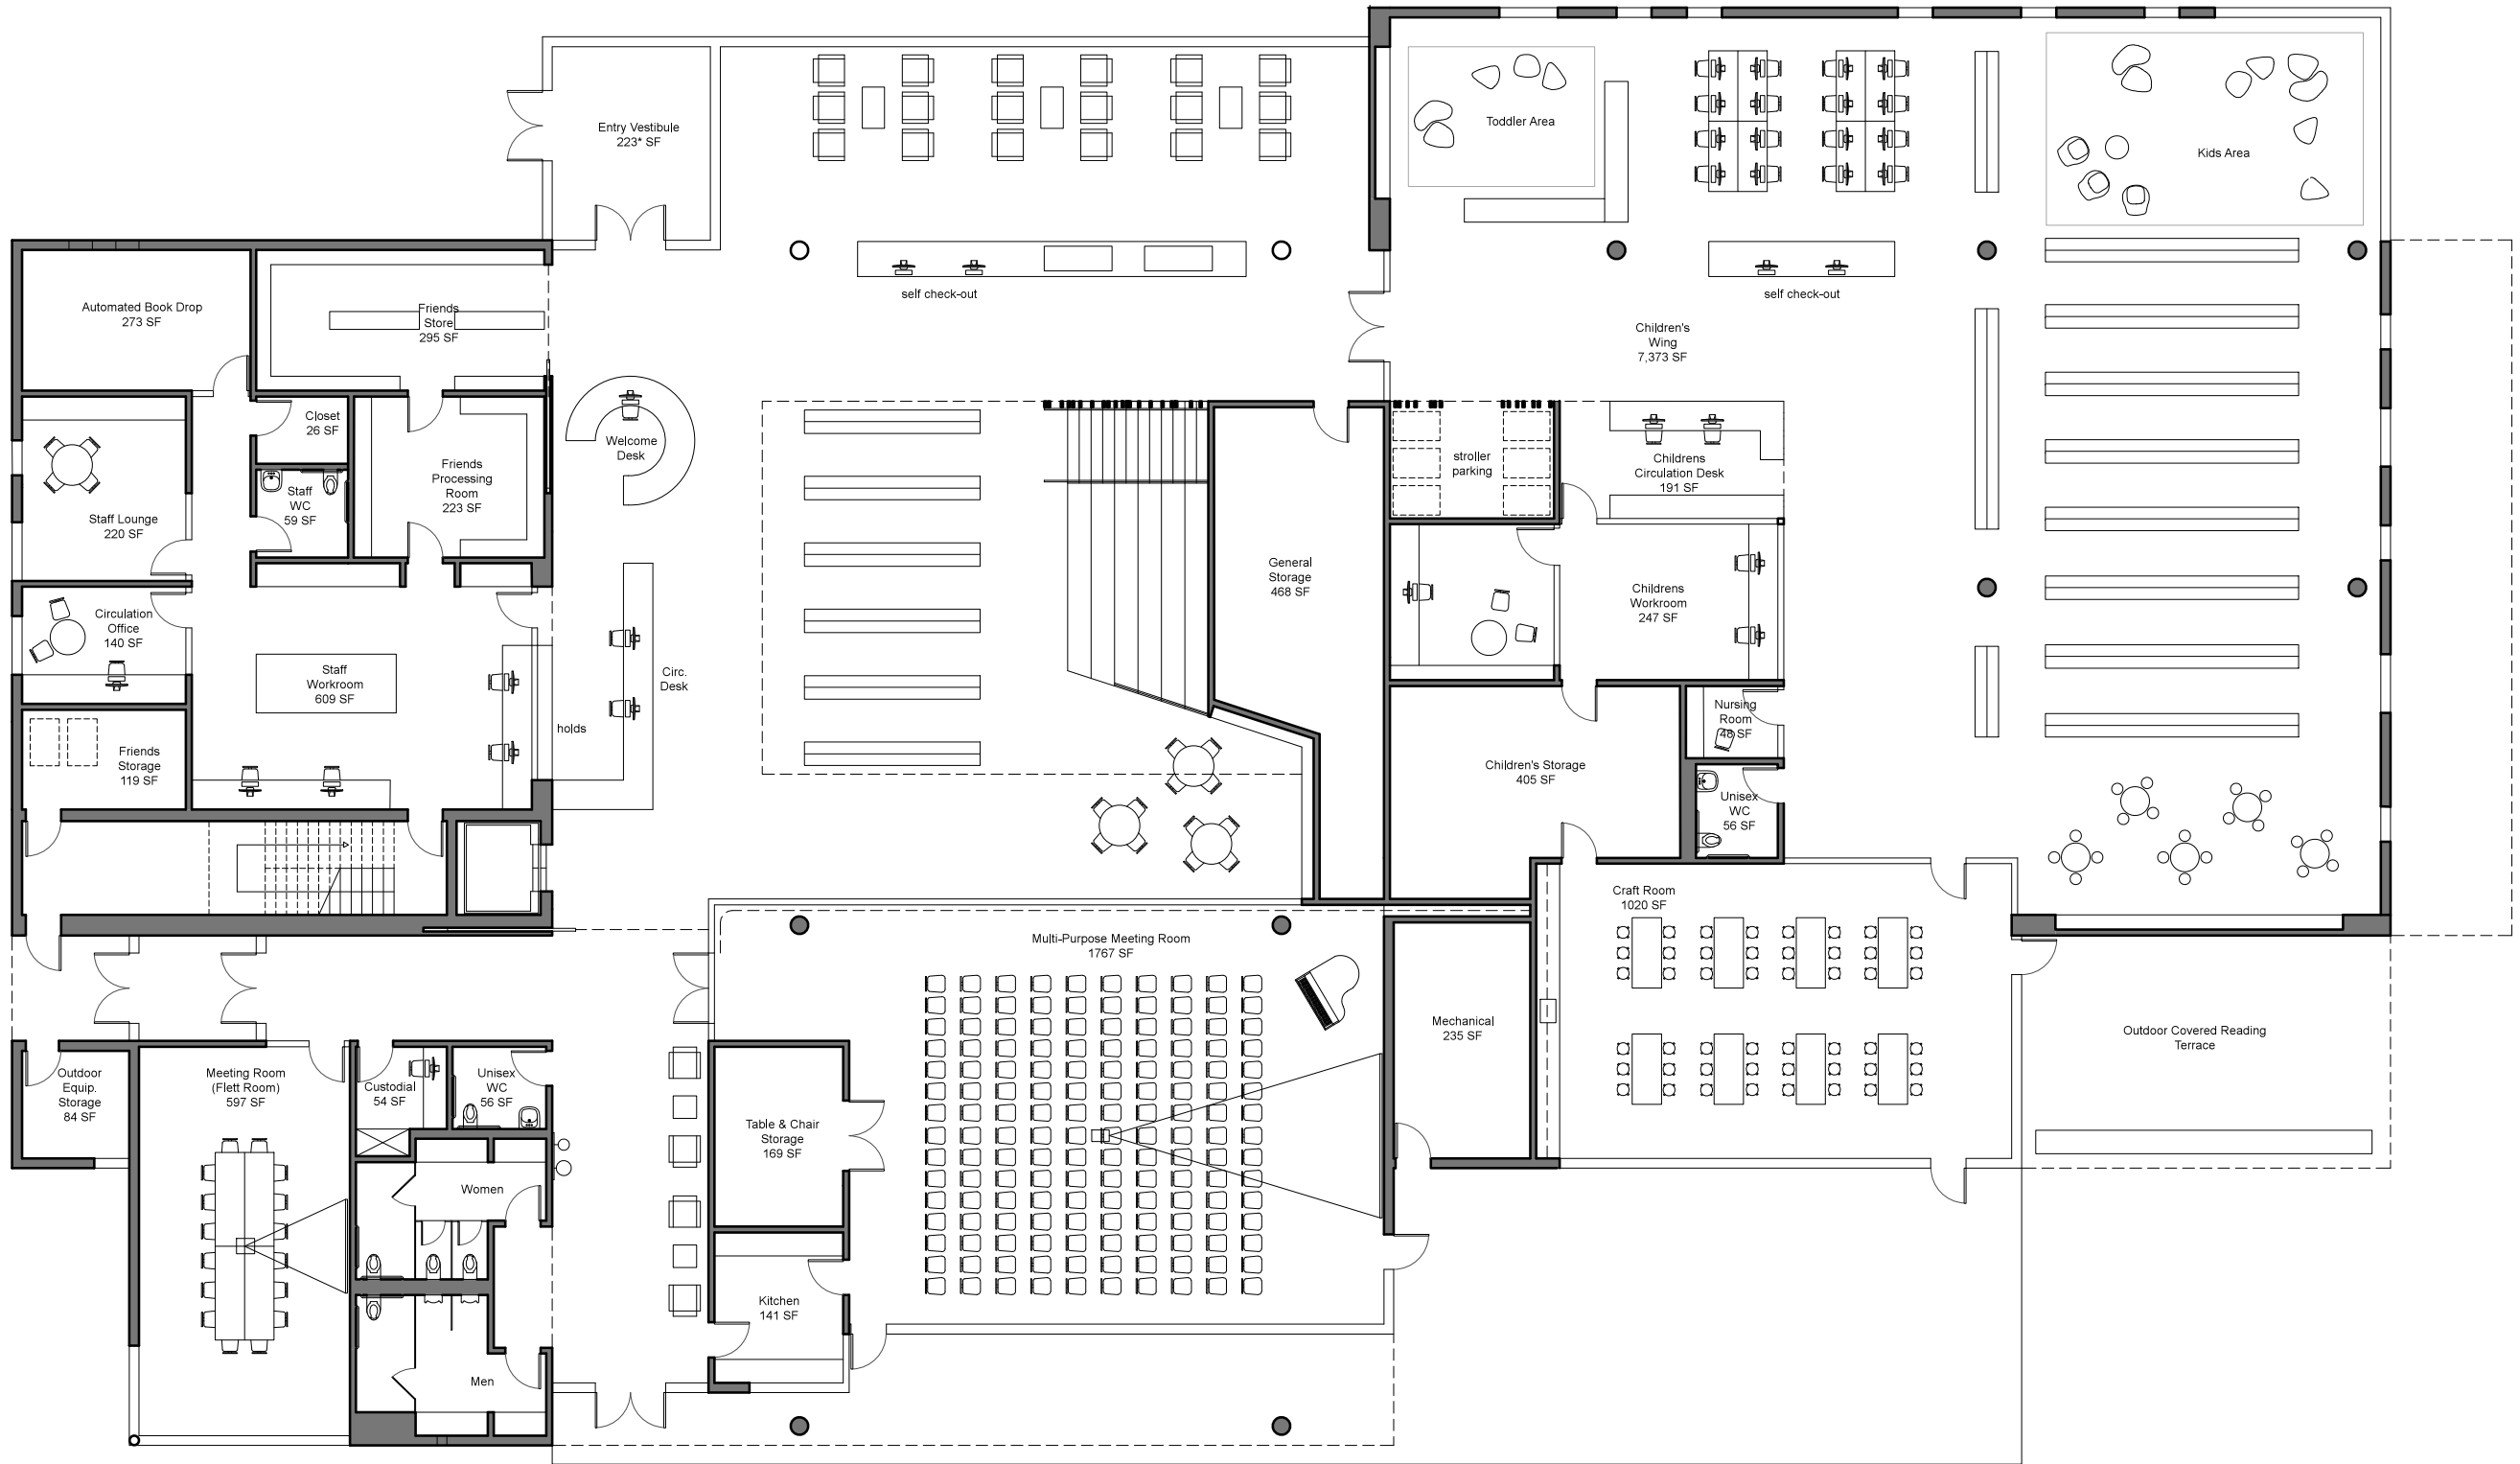 Entry Vestibule
223* SF
Toddler Area
Kids Area
self check-out
self check-out
Automated Book Drop
273 SF
Friends
Store
295 SF
Children's
Wing
7,373 SF
Closet
26 SF
Welcome
Desk
Friends
Processing
Room
223 SF
Staff
WC
59 SF
Staff Lounge
220 SF
stroller
parking
Childrens
Circulation Desk
191 SF
General
Storage
468 SF
Childrens
Workroom
247 SF
Circulation
Office
140 SF
Staff
Workroom
609 SF
Circ.
Desk
holds
Friends
Storage
119 SF
Nursing
Room
48 SF
Children's Storage
405 SF
Unisex
WC
56 SF
Craft Room
1020 SF
Multi-Purpose Meeting Room
1767 SF
Mechanical
235 SF
Outdoor Covered Reading
Terrace
Outdoor
Equip.
Storage
84 SF
Meeting Room
(Flett Room)
597 SF
Custodial
54 SF
Unisex
WC
56 SF
Table & Chair
Storage
169 SF
Women
Kitchen
141 SF
Men